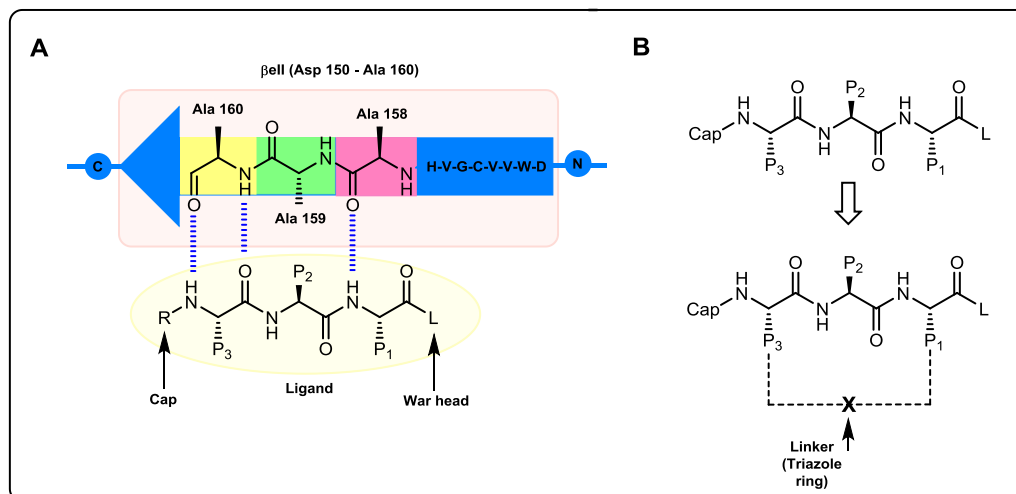 A
βeII (Asp 150 - Ala 160)
Ala 160
Ala 158
C
O
N
H
O
H
N
O
N
H-V-G-C-V-V-W-D
N
Ala 159
R
H
N
P3
O
N
H
P2
O
H
N
P1
O
L
Cap
Ligand
War head
B
Cap
H
N
P3
O
N
H
P2
O
H
N
P1
O
L
Cap
H
N
P3
O
N
H
P2
O
H
N
P1
O
L
X
Linker
(Triazole
ring)